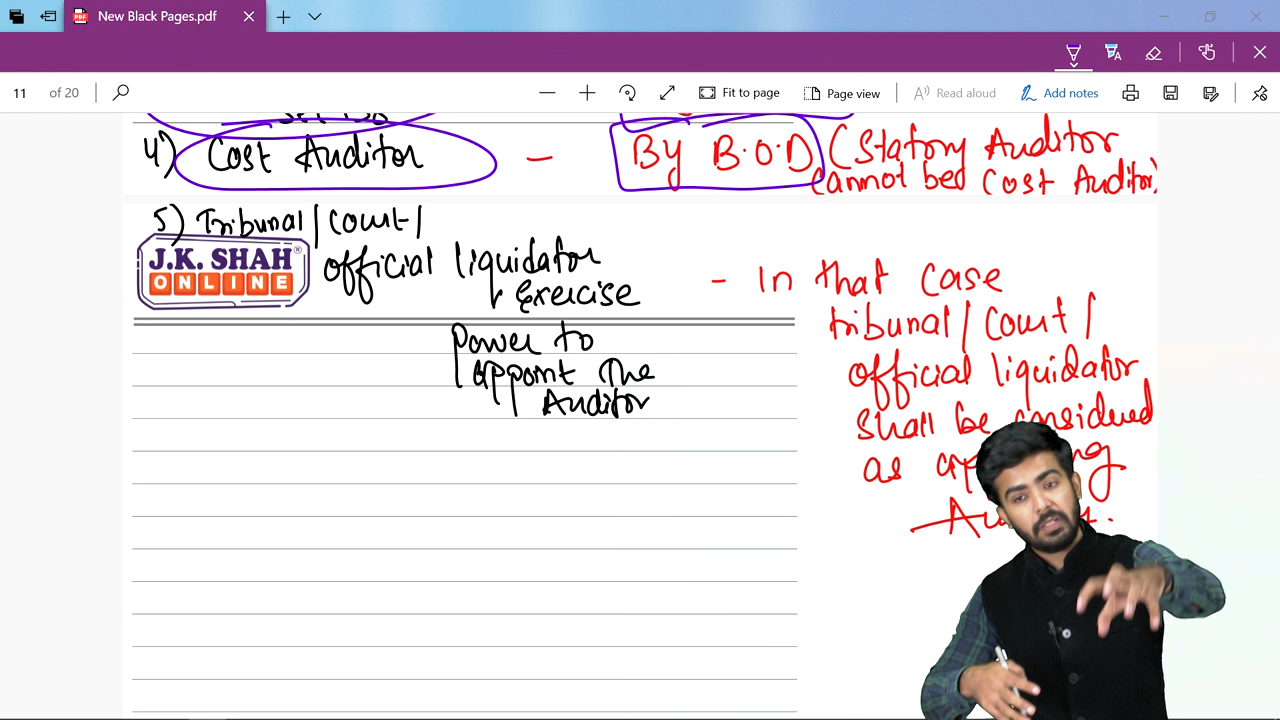 New Black Pages.pdf
11 of 20
Fit to page
Page view
Read aloud
Add notes
4) Cost Auditor - By B.O.D (Statory Auditor
cannot bed Cost Auditor)
5) Tribunal/Court/
official liquidator
Exercise
Power to
appoint The
Auditor
- In that case
tribunal/Court/
official liquidator
shall be considered
as
J.K. SHAH®
ONLINE